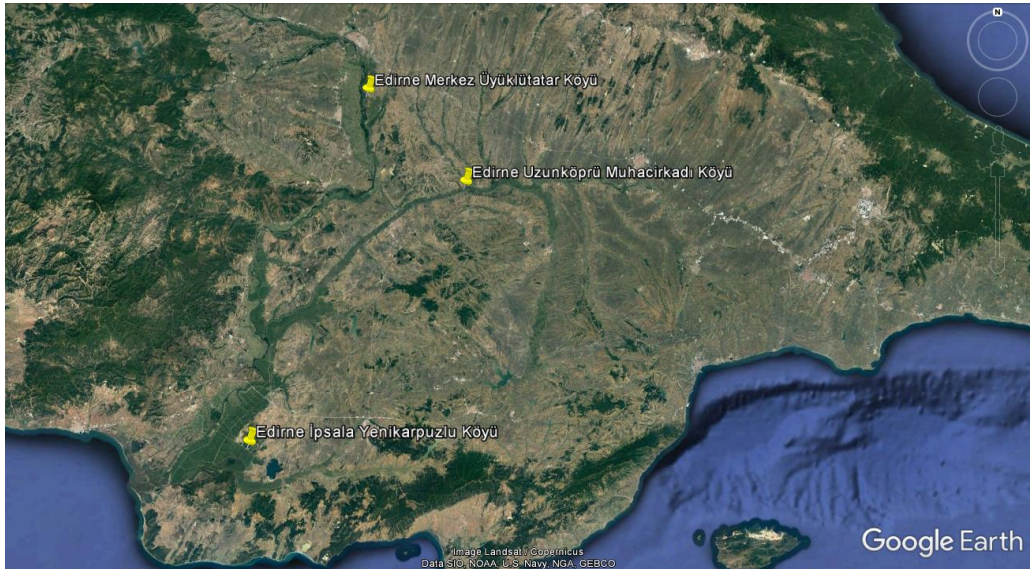 N
Edirne Merkez Üyüklütatar Köyü
Edirne Uzunköprü Muhacirkadı Köyü
Edirne İpsala Yenikarpuzlu Köyü
Image Landsat / Copernicus
Data SIO, NOAA, U.S. Navy, NGA, GEBCO
Google Earth